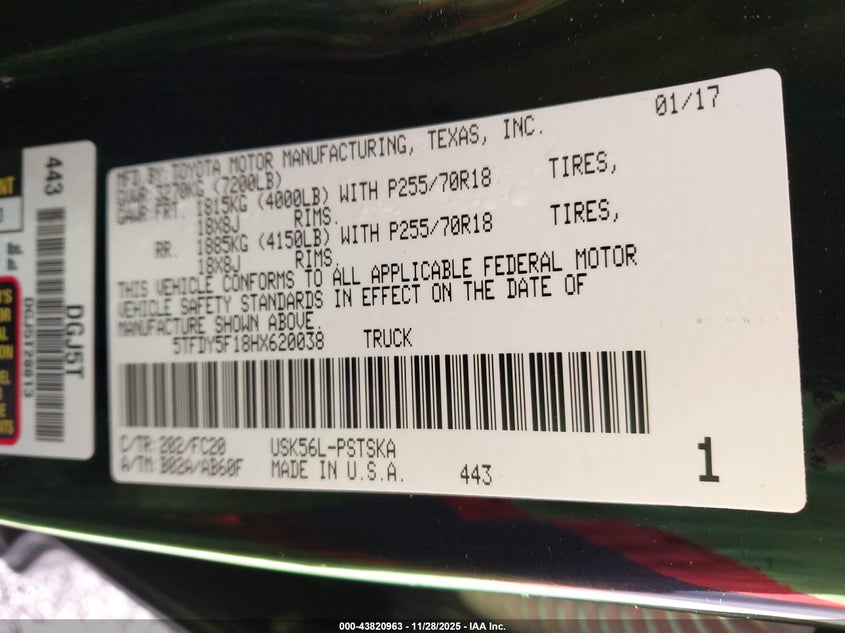 01/17
MFD.BY:TOYOTA MOTOR MANUFACTURING, TEXAS, INC.
GVWR 3270KG (7200LB)
GAWR:FRT. 1815KG (4000LB) WITH P255/70R18 TIRES,
18X8J RIMS.
RR. 1885KG (4150LB) WITH P255/70R18 TIRES,
18X8J RIMS.
THIS VEHICLE CONFORMS TO ALL APPLICABLE FEDERAL MOTOR
VEHICLE SAFETY STANDARDS IN EFFECT ON THE DATE OF
MANUFACTURE SHOWN ABOVE.
5TFDY5F18HX620038 TRUCK
C/TR:202/FC20 USK56L-PSTSKA
A/TM:B02A/AB60F MADE IN U.S.A. 443
1
443
DGJ5T
DGJ5T28813
lbs.
lb.
000-43820963 - 11/28/2025 - IAA Inc.